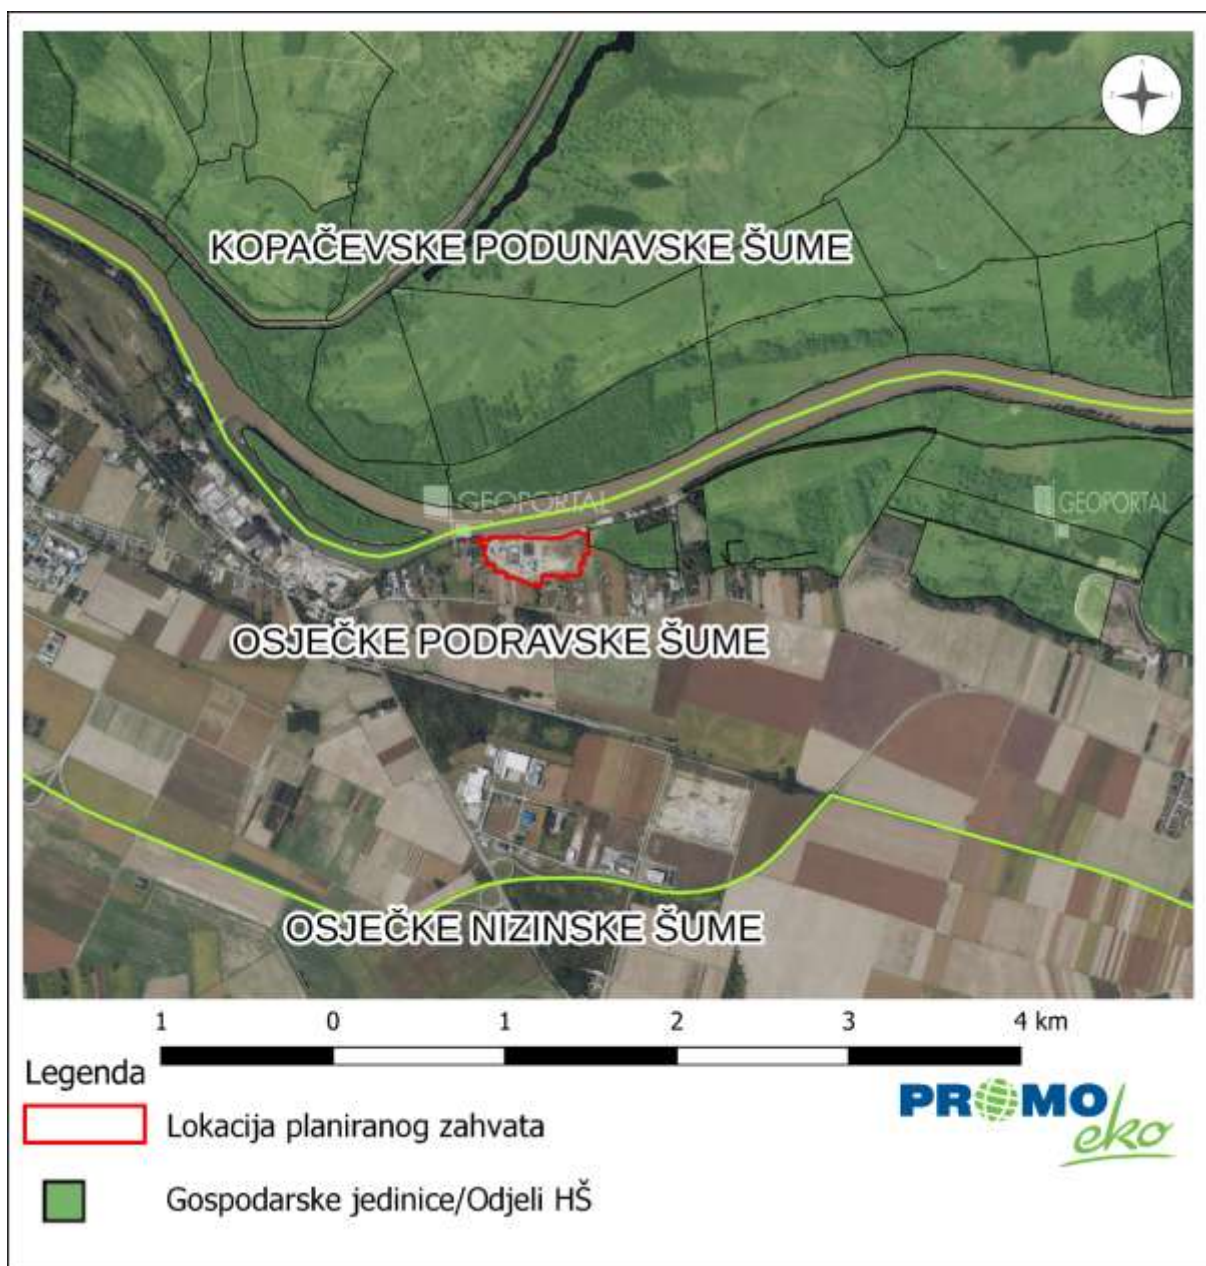 KOPAČEVSKE PODUNAVSKE ŠUME
GEOPORTAL
GEOPORTAL
OSJEČKE PODRAVSKE ŠUME
OSJEČKE NIZINSKE ŠUME
1 0 1 2 3 4 km
Legenda
PROMO
eko
Lokacija planiranog zahvata
Gospodarske jedinice/Odjeli HŠ